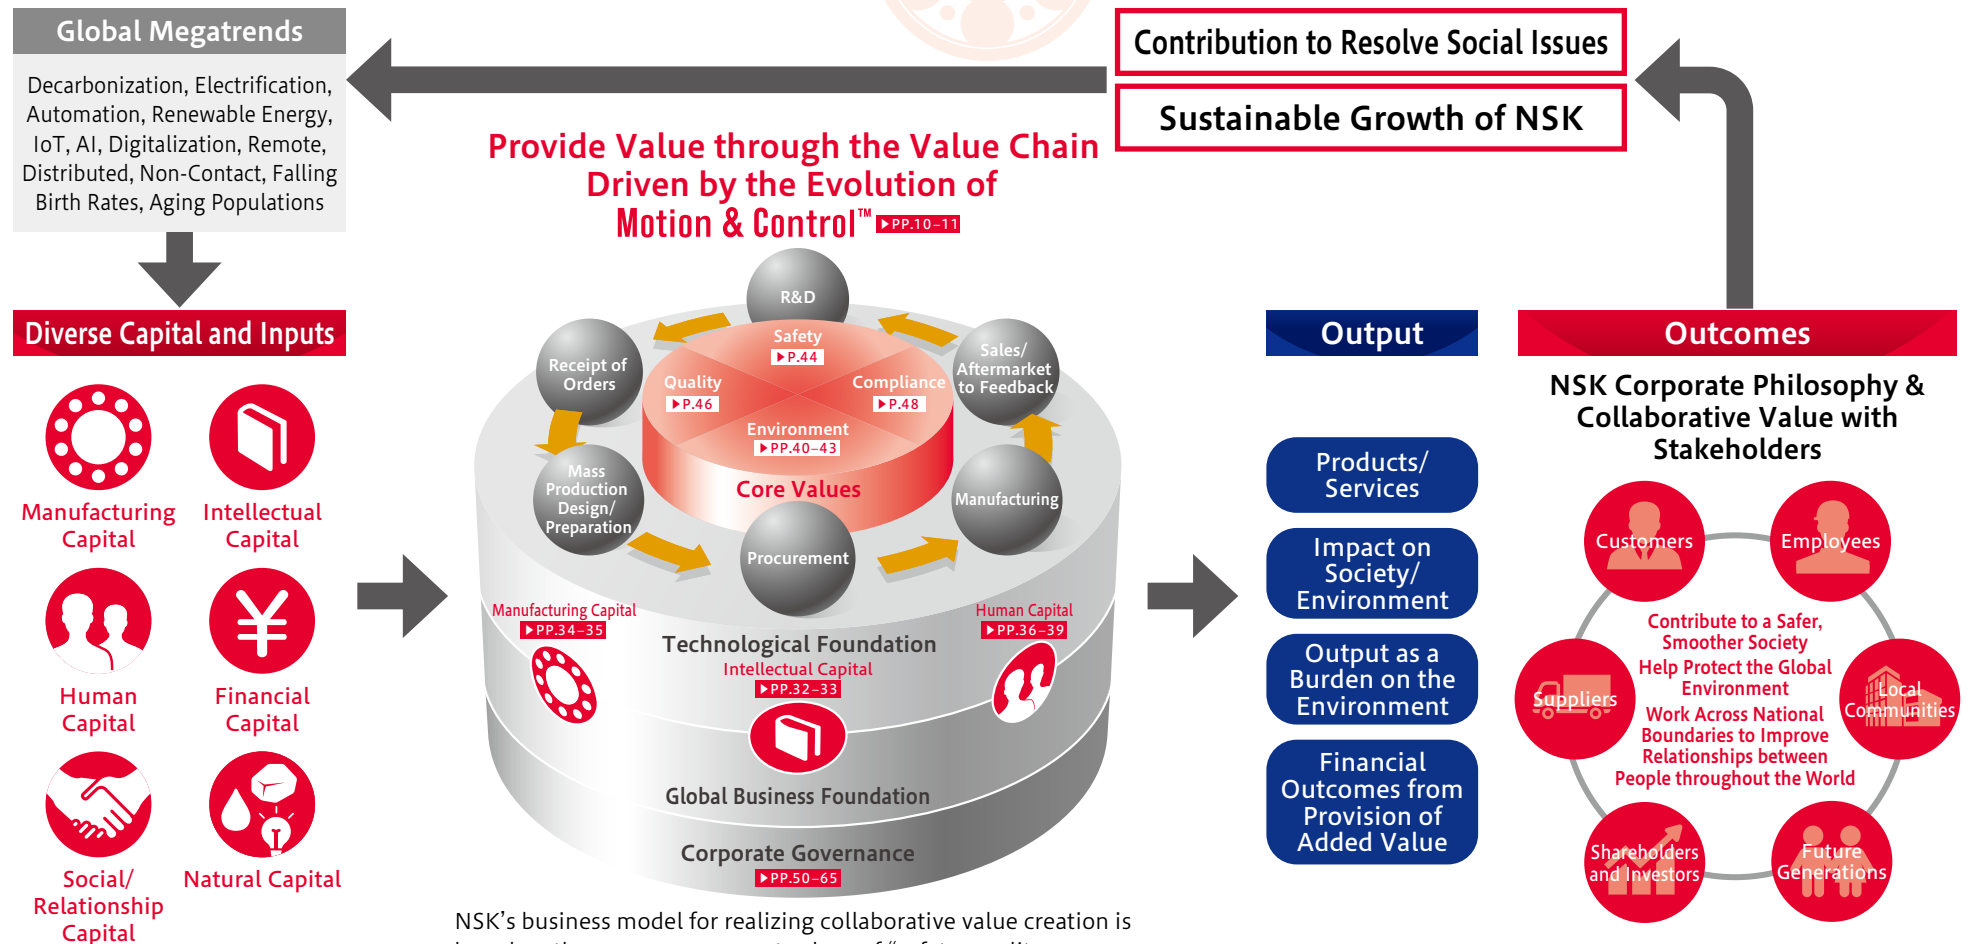 Global Megatrends
Decarbonization, Electrification,
Automation, Renewable Energy,
IoT, AI, Digitalization, Remote,
Distributed, Non-Contact, Falling
Birth Rates, Aging Populations
Contribution to Resolve Social Issues
Sustainable Growth of NSK
Diverse Capital and Inputs
Manufacturing
Capital
Intellectual
Capital
Human
Capital
Financial
Capital
Social/
Relationship
Capital
Natural Capital
Provide Value through the Value Chain
Driven by the Evolution of
Motion & Control™ ▶PP.10–11
R&D
Receipt of
Orders
Mass
Production
Design/
Preparation
Procurement
Manufacturing
Sales/
Aftermarket
to Feedback
Safety
▶P.44
Quality
▶P.46
Compliance
▶P.48
Environment
▶PP.40–43
Core Values
Manufacturing Capital
▶PP.34–35
Human Capital
▶PP.36–39
Technological Foundation
Intellectual Capital
▶PP.32–33
Global Business Foundation
Corporate Governance
▶PP.50–65
NSK’s business model for realizing collaborative value creation is
Output
Products/
Services
Impact on
Society/
Environment
Output as a
Burden on the
Environment
Financial
Outcomes from
Provision of
Added Value
Outcomes
NSK Corporate Philosophy &
Collaborative Value with
Stakeholders
Customers
Employees
Suppliers
Local
Communities
Shareholders
and Investors
Future
Generations
Contribute to a Safer,
Smoother Society
Help Protect the Global
Environment
Work Across National
Boundaries to Improve
Relationships between
People throughout the World